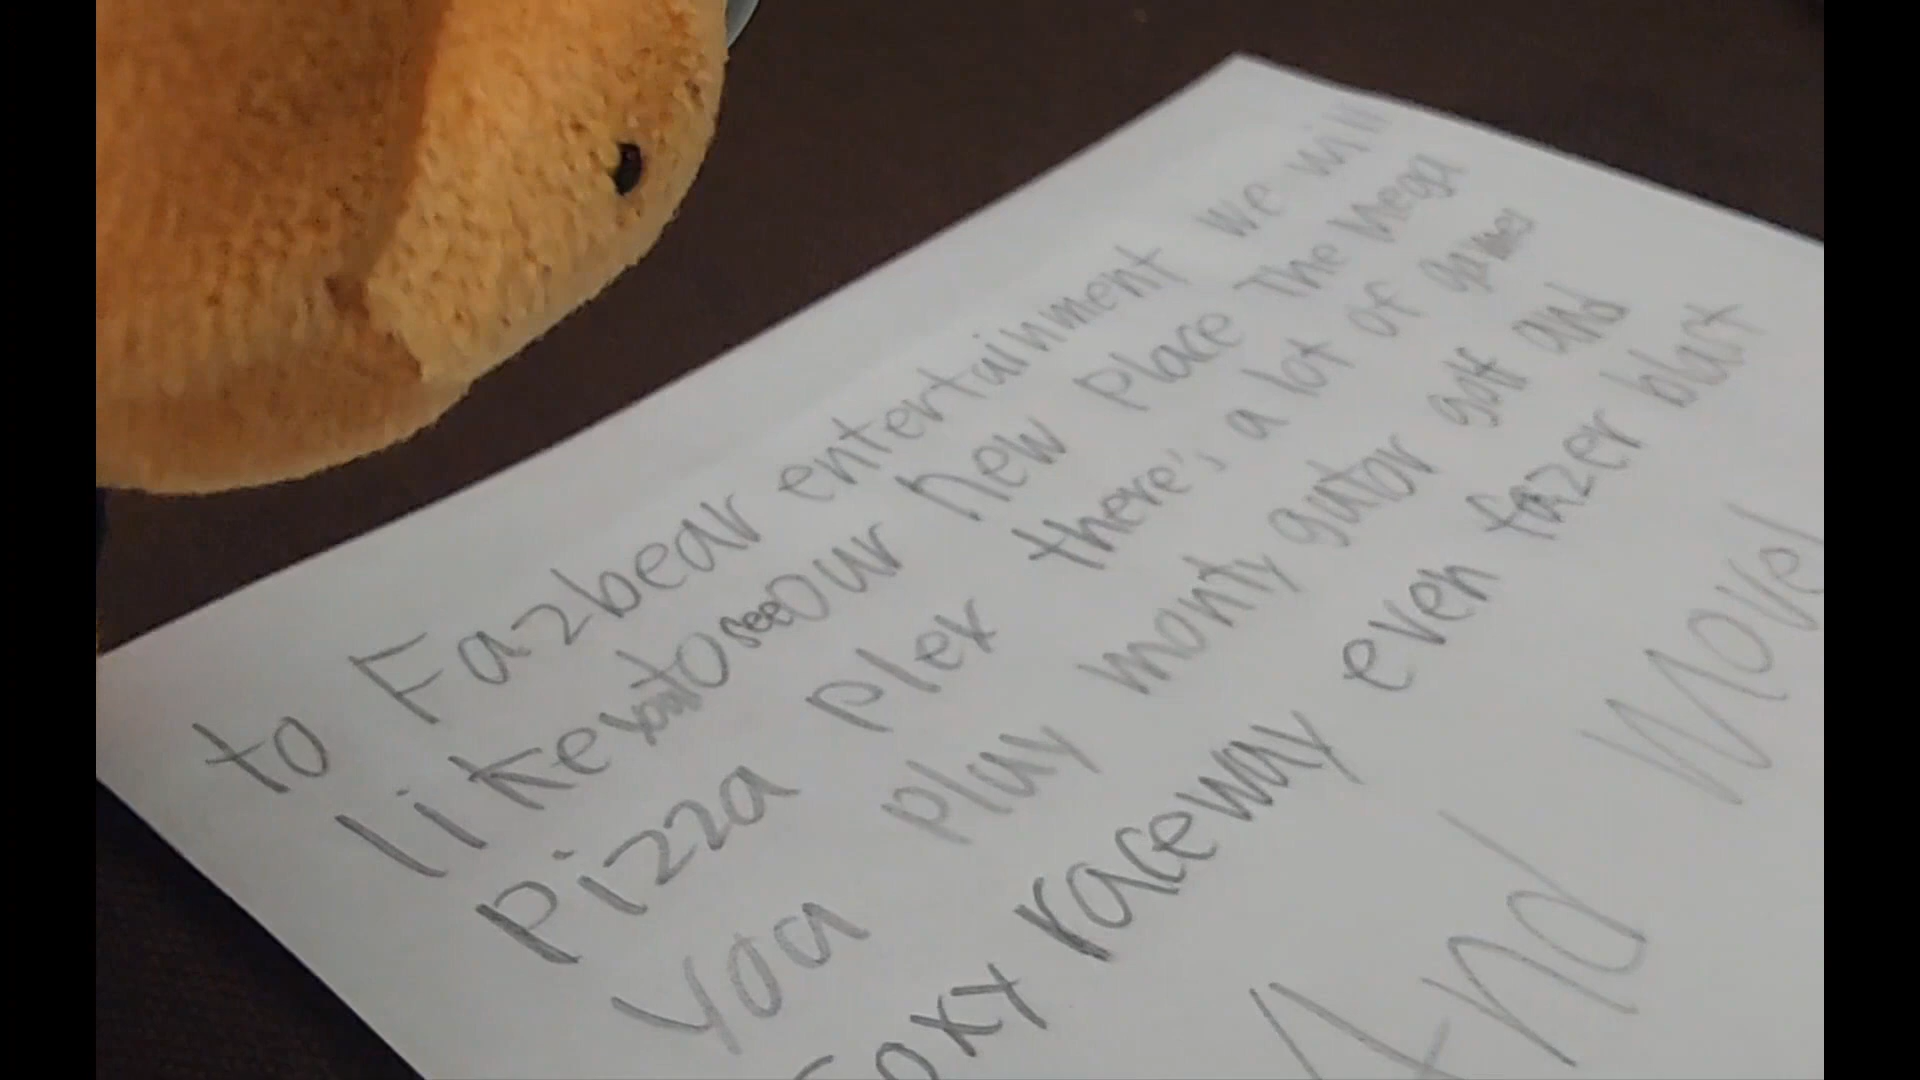 to Fazbear entertainment we will
like you to see our new place The Mega
Pizza plex there's a lot of games
you play monty gator golf and
Foxy raceway even fazer blast
And More!